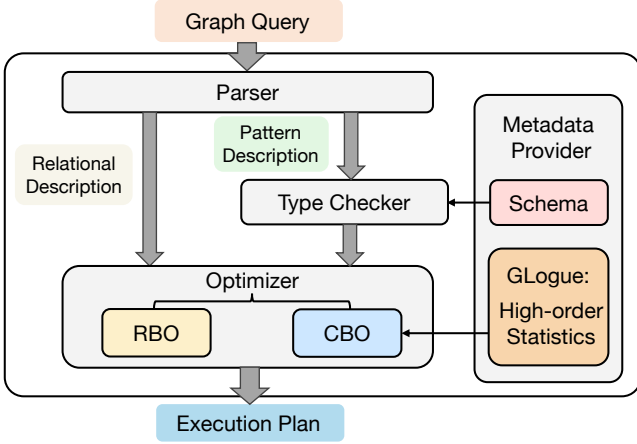 Graph Query
Parser
Relational
Description
Pattern
Description
Metadata
Provider
Type Checker
Schema
Optimizer
RBO
CBO
GLogue:
High-order
Statistics
Execution Plan